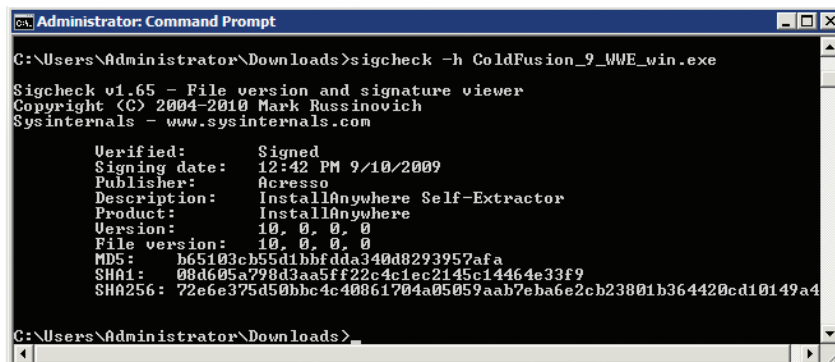 Administrator: Command Prompt
C:\Users\Administrator\Downloads>sigcheck -h ColdFusion_9_WWE_win.exe
Sigcheck v1.65 - File version and signature viewer
Copyright (C) 2004-2010 Mark Russinovich
Sysinternals - www.sysinternals.com
Verified: Signed
Signing date: 12:42 PM 9/10/2009
Publisher: Acresso
Description: InstallAnywhere Self-Extractor
Product: InstallAnywhere
Version: 10, 0, 0, 0
File version: 10, 0, 0, 0
MD5: b65103cb55d1bbfdda340d8293957afa
SHA1: 08d605a798d3aa5ff22c4c1ec2145c14464e33f9
SHA256: 72e6e375d50bbc4c40861704a05059aab7eba6e2cb23801b364420cd10149a4
C:\Users\Administrator\Downloads>_